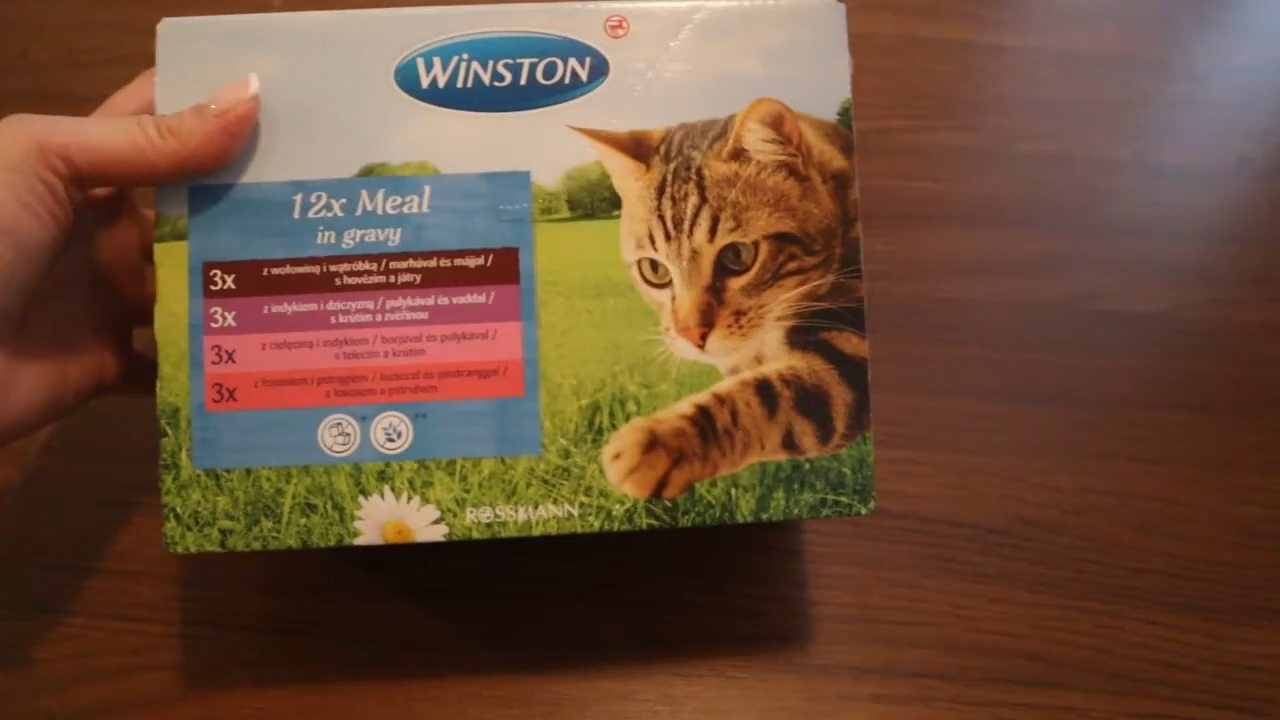 WINSTON
12x Meal
in gravy
3x z wołowiną i wątróbką / marhával és májjal /
s hovězím a játry
3x z indykiem i dziczyzną / pulykával és vaddal /
s krůtím a zvěřinou
3x z cielęciną i indykiem / borjúval és pulykával /
s telecím a krůtím
3x z łososiem i pstrągiem / lazaccal és pisztránggal /
s lososem a pstruhem
ROSSMANN